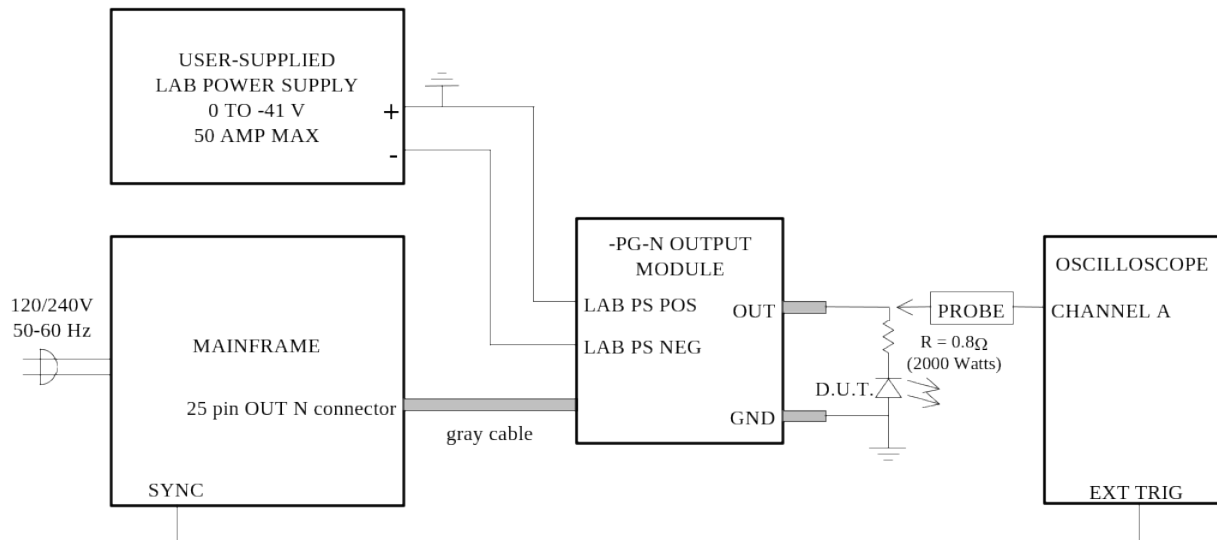 USER-SUPPLIED
LAB POWER SUPPLY
0 TO -41 V
50 AMP MAX
+
-
120/240V
50-60 Hz
MAINFRAME
25 pin OUT N connector
SYNC
gray cable
-PG-N OUTPUT
MODULE
LAB PS POS
LAB PS NEG
OUT
GND
PROBE
R = 0.8Ω
(2000 Watts)
D.U.T.
OSCILLOSCOPE
CHANNEL A
EXT TRIG